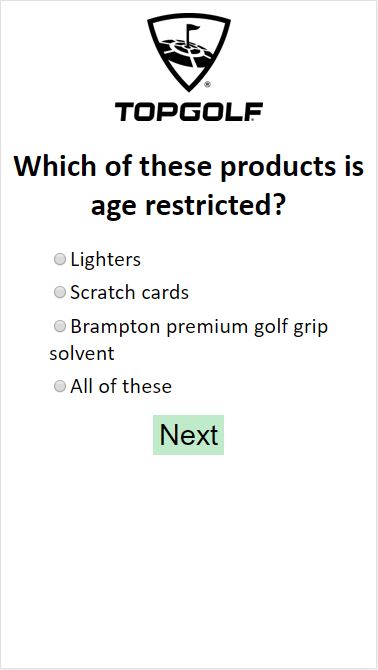 TOPGOLF
Which of these products is
age restricted?
Lighters
Scratch cards
Brampton premium golf grip
solvent
All of these
Next